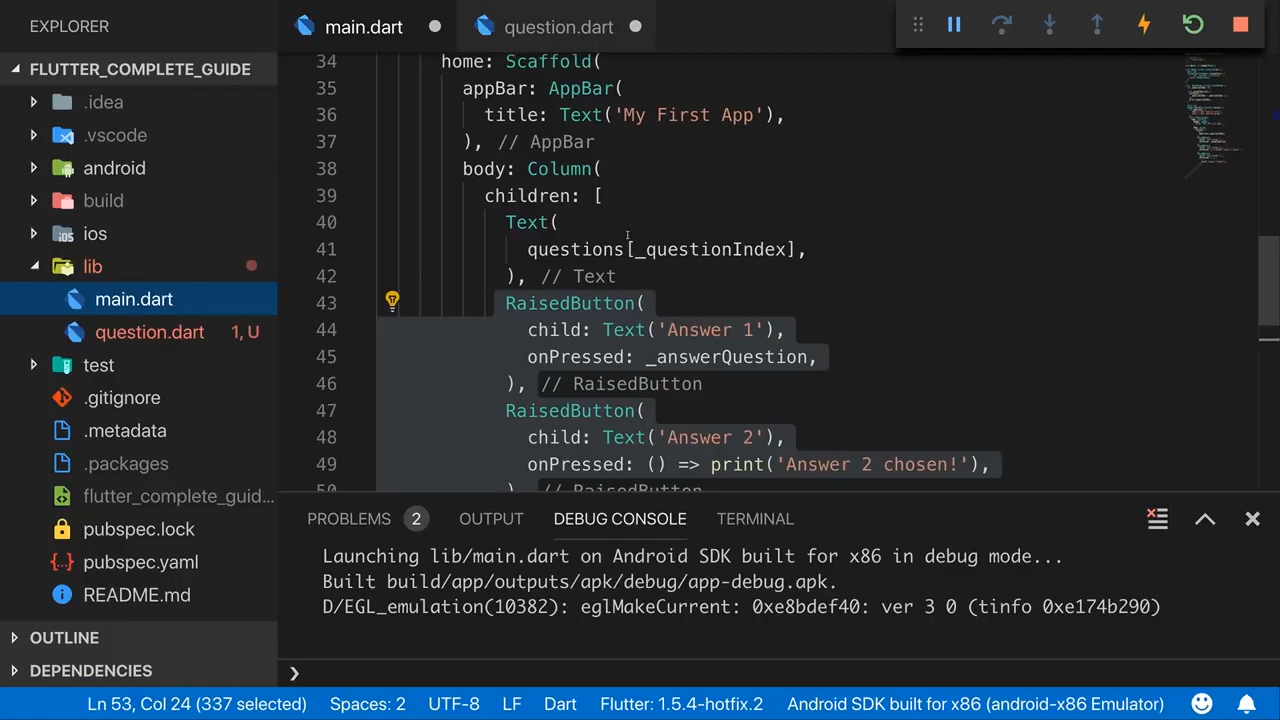 EXPLORER
FLUTTER_COMPLETE_GUIDE
.idea
.vscode
android
build
ios
lib
main.dart
question.dart 1, U
test
.gitignore
.metadata
.packages
flutter_complete_guid...
pubspec.lock
pubspec.yaml
README.md
OUTLINE
DEPENDENCIES
main.dart
question.dart
34 home: Scaffold(
35 appBar: AppBar(
36 title: Text('My First App'),
37 ), // AppBar
38 body: Column(
39 children: [
40 Text(
41 questions[_questionIndex],
42 ), // Text
43 RaisedButton(
44 child: Text('Answer 1'),
45 onPressed: _answerQuestion,
46 ), // RaisedButton
47 RaisedButton(
48 child: Text('Answer 2'),
49 onPressed: () => print('Answer 2 chosen!'),
50 ), // RaisedButton
PROBLEMS 2 OUTPUT DEBUG CONSOLE TERMINAL
Launching lib/main.dart on Android SDK built for x86 in debug mode...
Built build/app/outputs/apk/debug/app-debug.apk.
D/EGL_emulation(10382): eglMakeCurrent: 0xe8bdef40: ver 3 0 (tinfo 0xe174b290)
Ln 53, Col 24 (337 selected) Spaces: 2 UTF-8 LF Dart Flutter: 1.5.4-hotfix.2 Android SDK built for x86 (android-x86 Emulator)